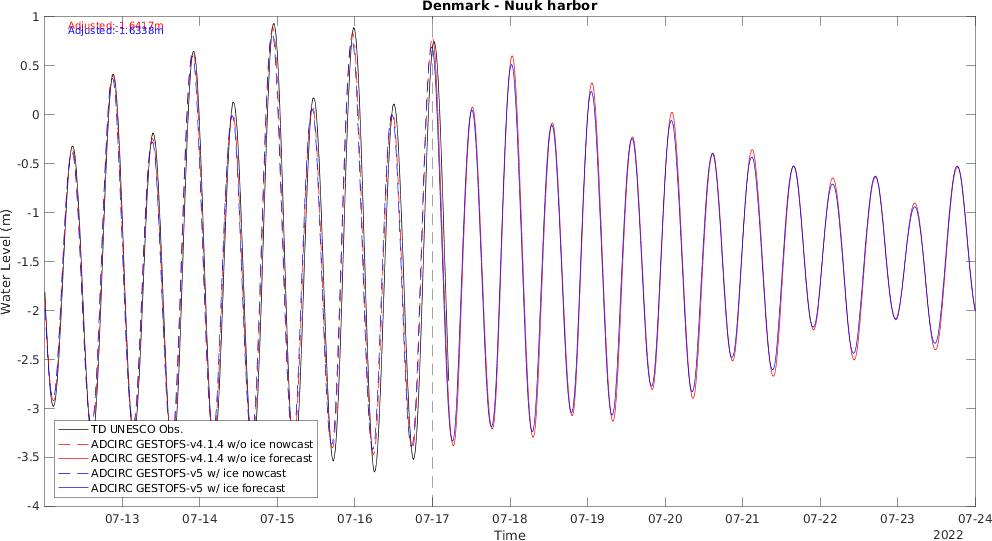 Denmark - Nuuk harbor
Adjusted:-1.6417m
Adjusted:-1.6338m
1
0.5
0
-0.5
-1
-1.5
-2
-2.5
-3
-3.5
-4
Water Level (m)
TD UNESCO Obs.
ADCIRC GESTOFS-v4.1.4 w/o ice nowcast
ADCIRC GESTOFS-v4.1.4 w/o ice forecast
ADCIRC GESTOFS-v5 w/ ice nowcast
ADCIRC GESTOFS-v5 w/ ice forecast
07-13 07-14 07-15 07-16 07-17 07-18 07-19 07-20 07-21 07-22 07-23 07-24
Time
2022